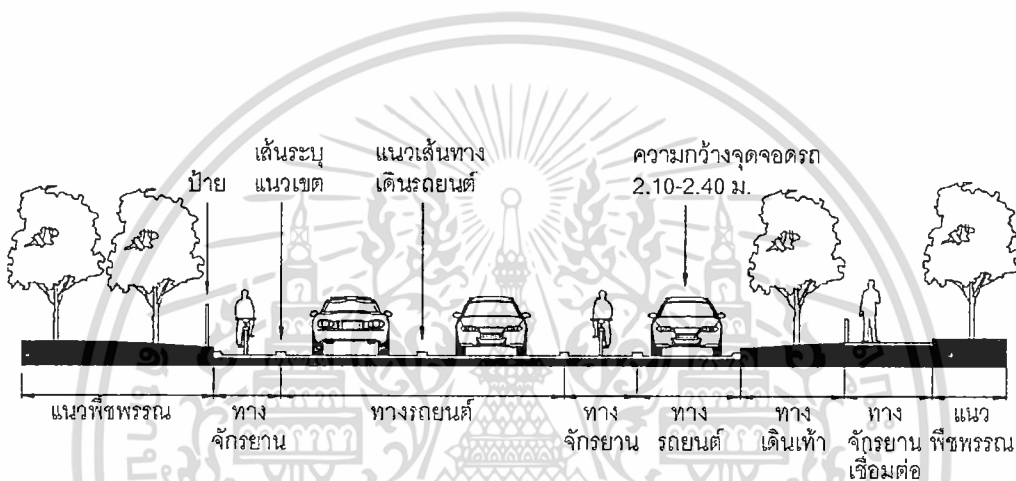 เส้นระบุ
แนวเขต
แนวเส้นทาง
เดินรถยนต์
ความกว้างจุดจอดรถ
2.10-2.40 ม.
ป้าย
แนวพืชพรรณ
ทาง
จักรยาน
ทางรถยนต์
ทาง
จักรยาน
ทาง
รถยนต์
ทาง
เดินเท้า
ทาง
จักรยาน
เชื่อมต่อ
แนว
พืชพรรณ